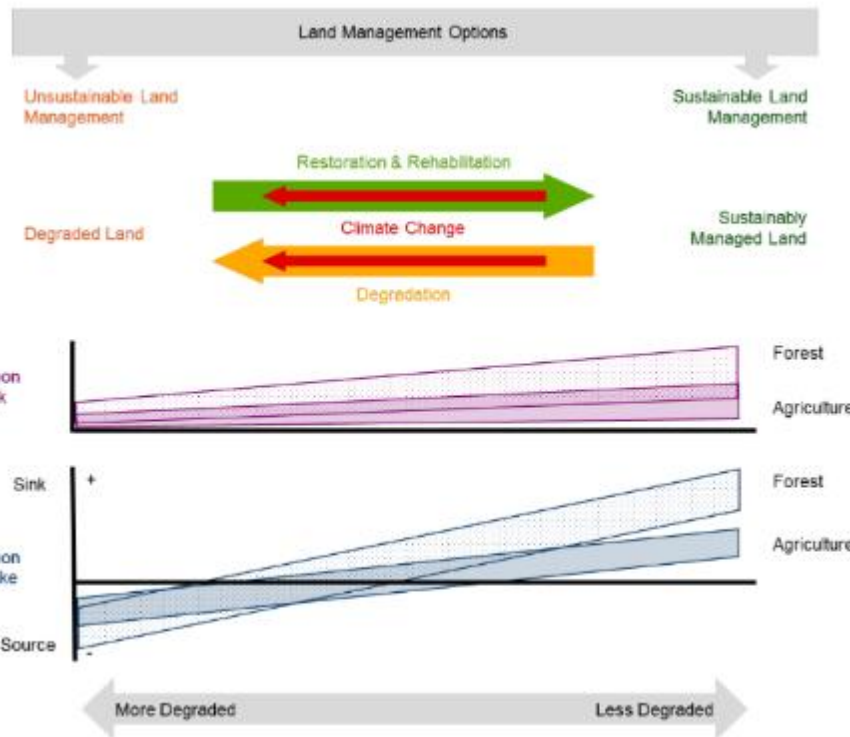 Land Management Options
Unsustainable Land
Management
Sustainable Land
Management
Restoration & Rehabilitation
Degraded Land
Climate Change
Sustainably
Managed Land
Degradation
Forest
Agriculture
Sink
+
Forest
Agriculture
Source
-
More Degraded
Less Degraded